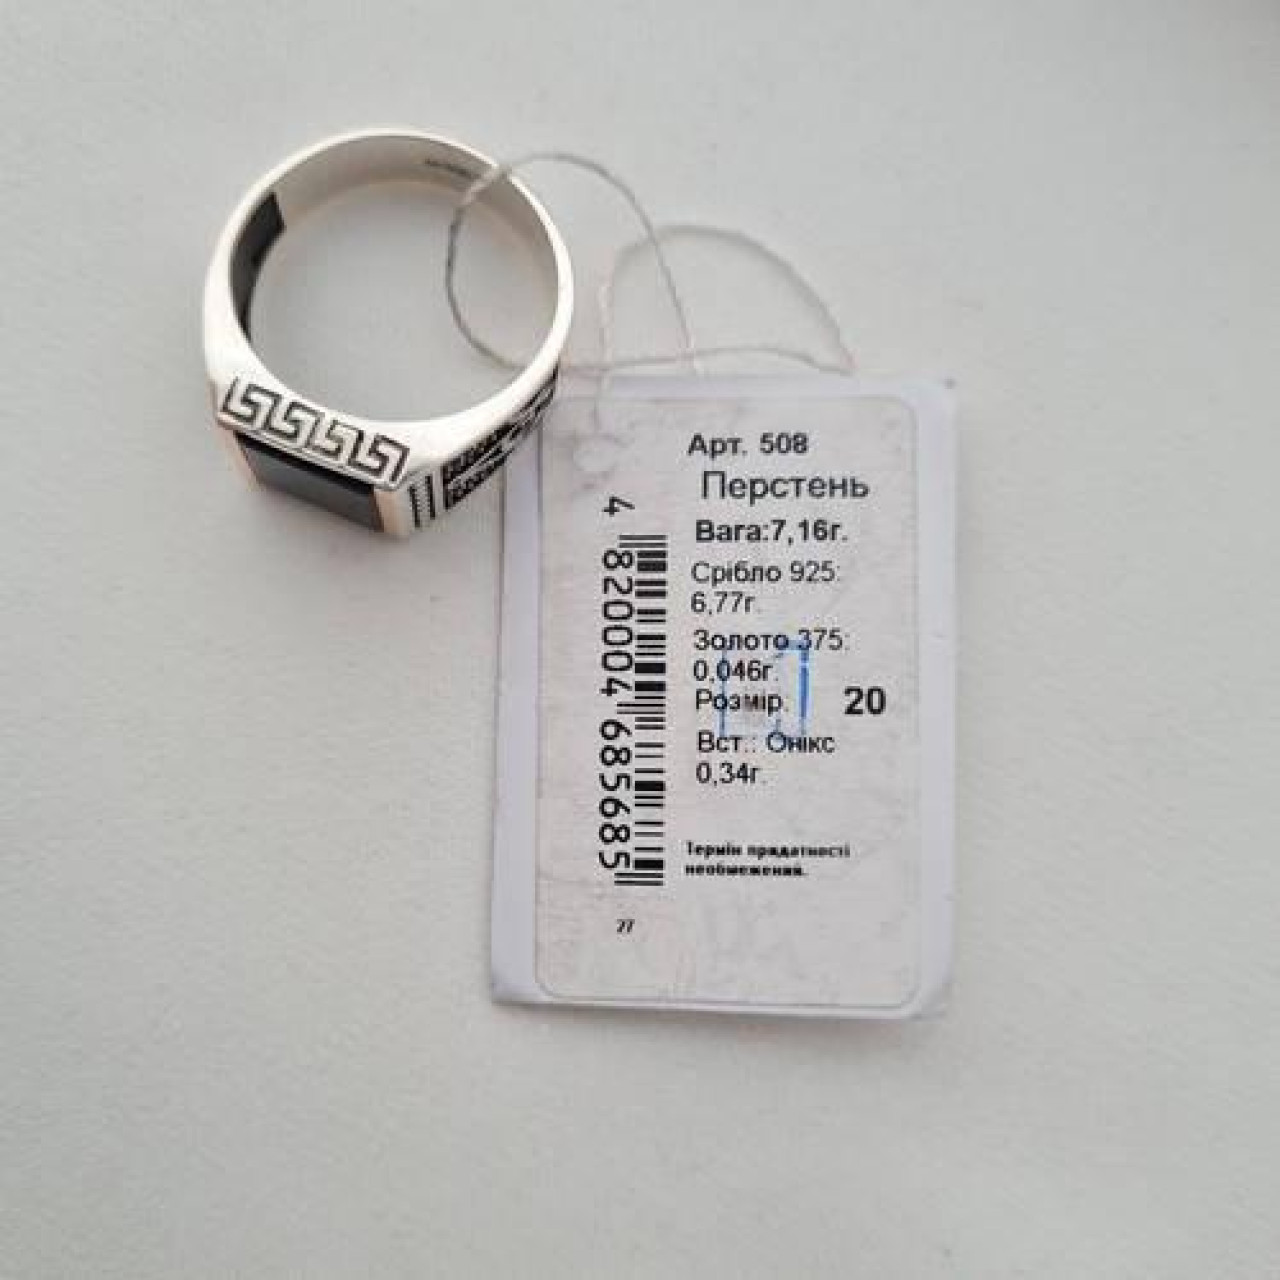 Арт. 508
Перстень
Вага:7,16г.
Срібло 925:
6,77г.
Золото 375:
0,046г.
Розмір. 20
Вст.: Онікс
0,34г.
Термін придатності
необмежений.
4 820004 685685
27